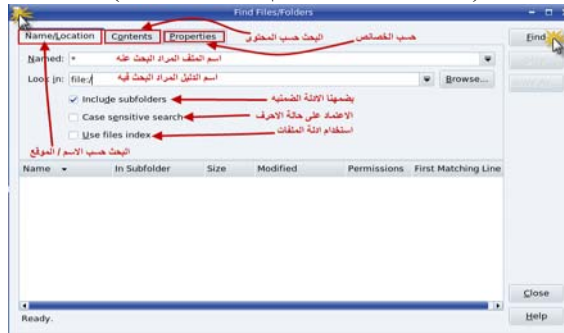 Find Files/Folders
Name/Location Contents Properties البحث حسب المحتوى حسب الخصائص Find
Named: * اسم الملف المراد البحث عنه
Look in: file:/ اسم الدليل المراد البحث فيه Browse...
Include subfolders يضمهنا الادلة الضمنيه
Case sensitive search الاعتماد على حالة الاحرف
Use files index استخدام ادلة الملفات
البحث حسب الاسم / الموقع
Name In Subfolder Size Modified Permissions First Matching Line
Close
Ready. Help